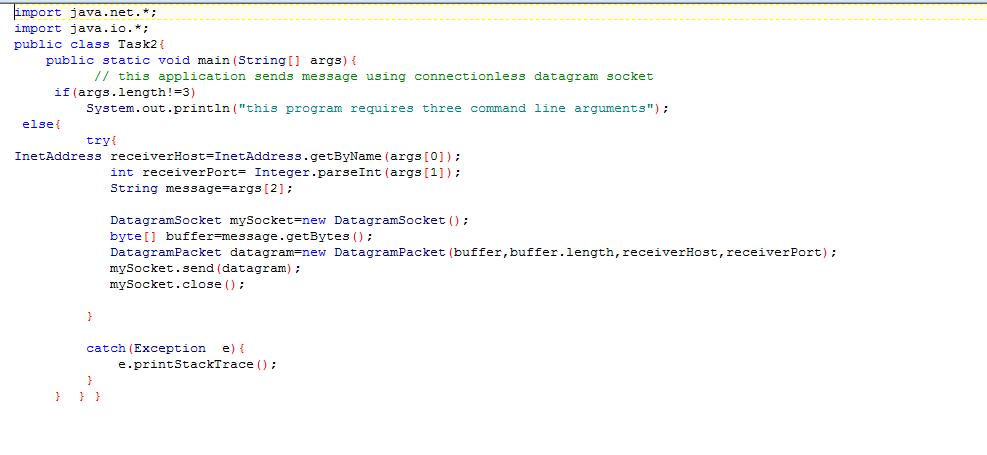 import java.net.*;
import java.io.*;
public class Task2{
    public static void main(String[] args){
          // this application sends message using connectionless datagram socket
     if(args.length!=3)
         System.out.println("this program requires three command line arguments");
 else{
         try{
InetAddress receiverHost=InetAddress.getByName(args[0]);
            int receiverPort= Integer.parseInt(args[1]);
            String message=args[2];
            DatagramSocket mySocket=new DatagramSocket();
            byte[] buffer=message.getBytes();
            DatagramPacket datagram=new DatagramPacket(buffer,buffer.length,receiverHost,receiverPort);
            mySocket.send(datagram);
            mySocket.close();
         }
         catch(Exception  e){
             e.printStackTrace();
         }
     }  } }